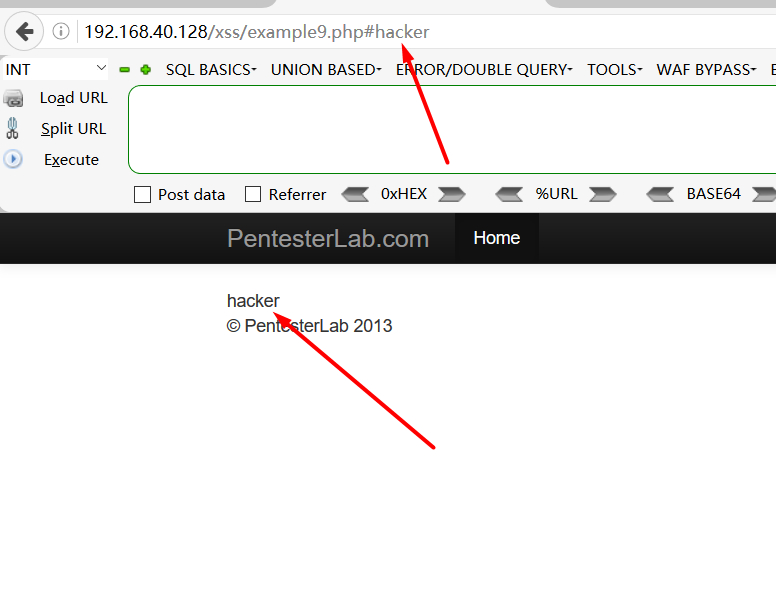 192.168.40.128/xss/example9.php#hacker
INT SQL BASICS UNION BASED ERROR/DOUBLE QUERY TOOLS WAF BYPASS
Load URL
Split URL
Execute
Post data Referrer 0xHEX %URL BASE64
PentesterLab.com Home
hacker
© PentesterLab 2013